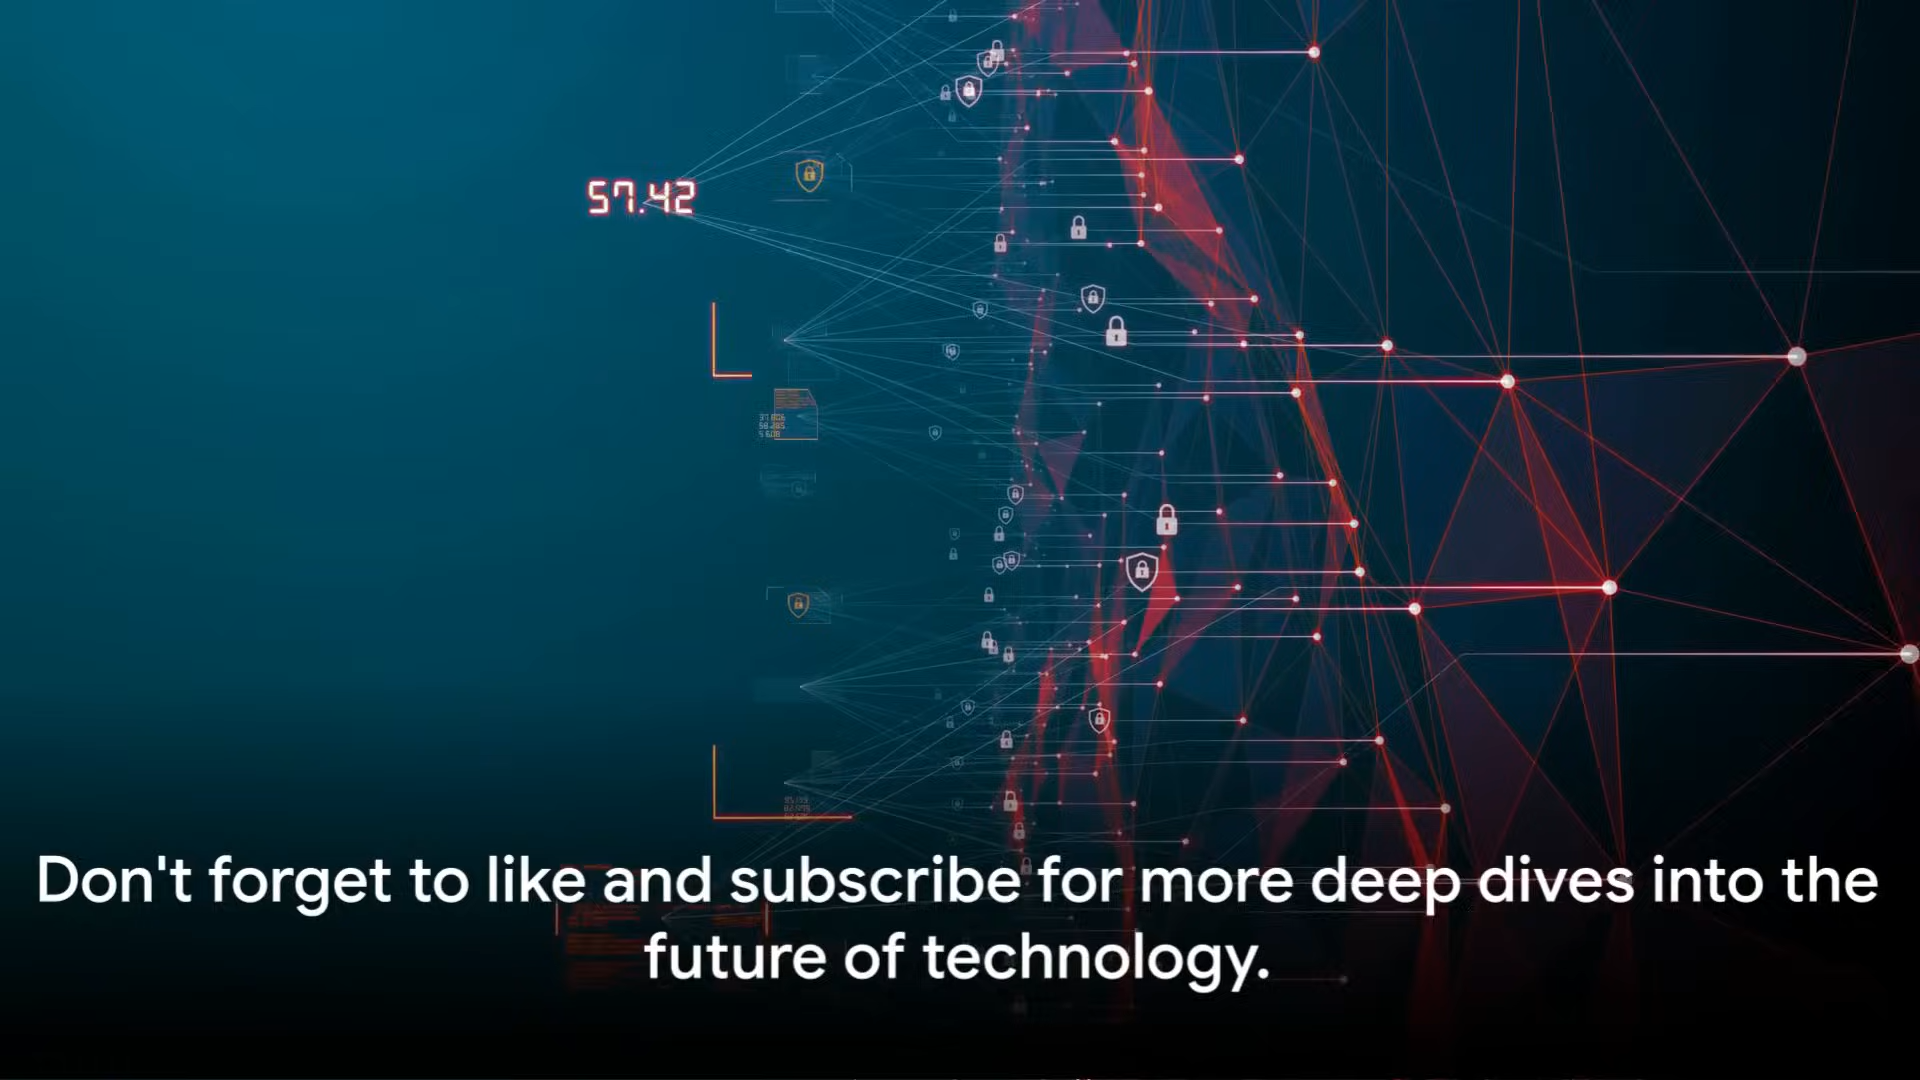 57.42
Don't forget to like and subscribe for more deep dives into the
future of technology.